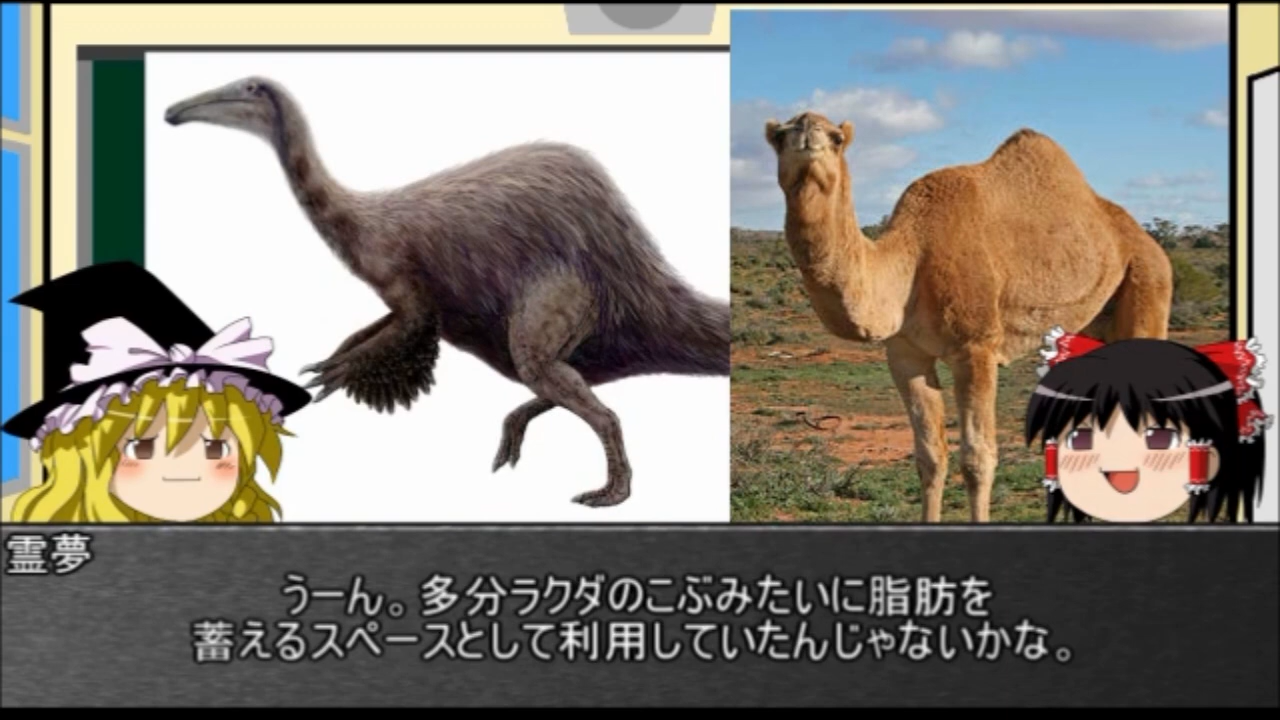 霊夢
うーん。多分ラクダのこぶみたいに脂肪を
蓄えるスペースとして利用していたんじゃないかな。